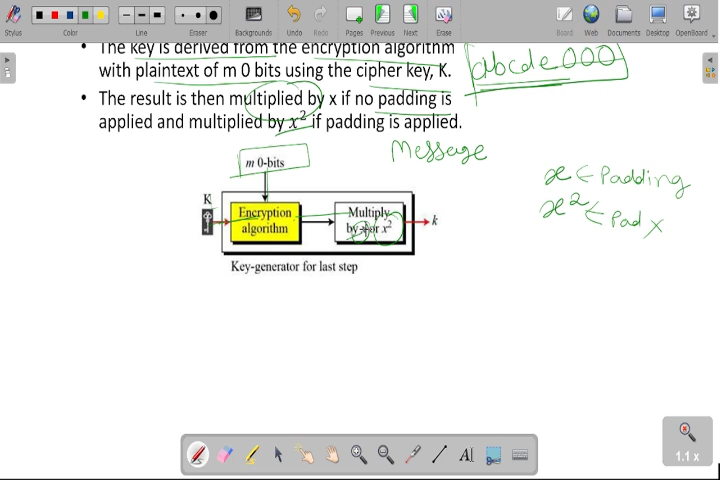 Stylus
Color
Line
Eraser
Backgrounds
Undo
Redo
Pages
Previous
Next
Erase
Board
Web
Documents
Desktop
OpenBoard
The key is derived from the encryption algorithm
with plaintext of m 0 bits using the cipher key, K.
abcde000
The result is then multiplied by x if no padding is
applied and multiplied by x² if padding is applied.
Message
m 0-bits
x ← Padding
x² ← Pad x
K
Encryption
algorithm
Multiply
by x or x²
k
Key-generator for last step
1.1 x